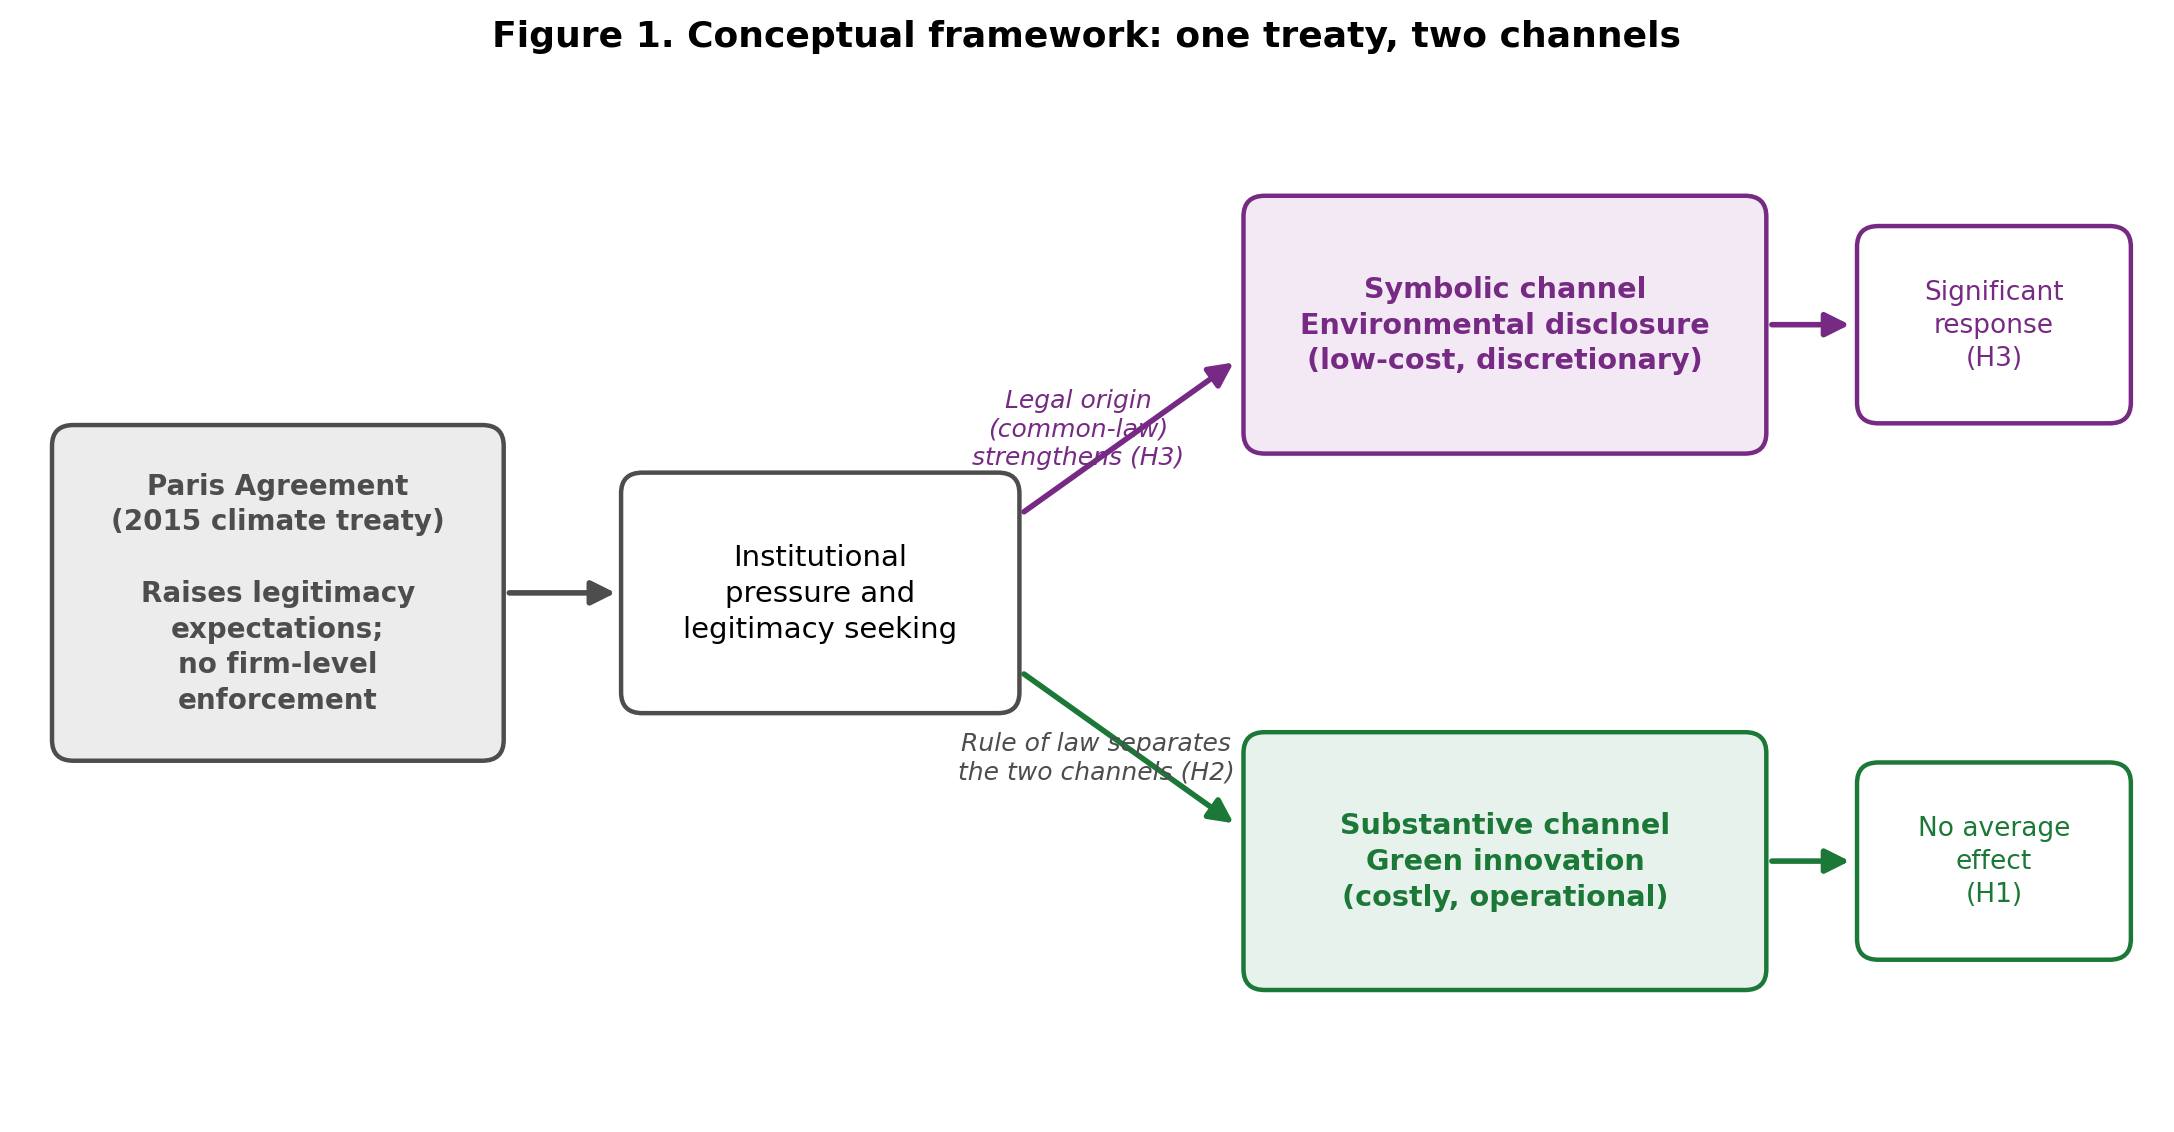 Figure 1. Conceptual framework: one treaty, two channels
Paris Agreement
(2015 climate treaty)
Raises legitimacy
expectations;
no firm-level
enforcement
Institutional
pressure and
legitimacy seeking
Legal origin
(common-law)
strengthens (H3)
Symbolic channel
Environmental disclosure
(low-cost, discretionary)
Significant
response
(H3)
Rule of law separates
the two channels (H2)
Substantive channel
Green innovation
(costly, operational)
No average
effect
(H1)